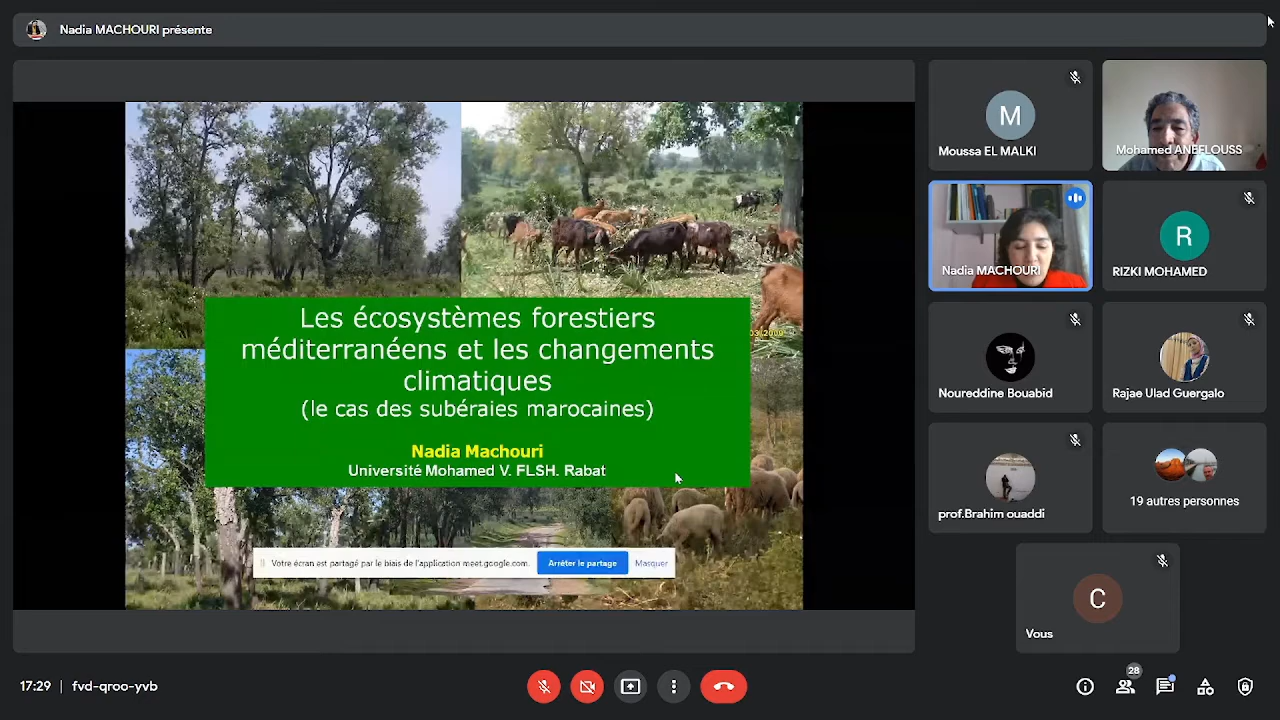 Nadia MACHOURI présente
Les écosystèmes forestiers
méditerranéens et les changements
climatiques
(le cas des subéraies marocaines)
Nadia Machouri
Université Mohamed V. FLSH. Rabat
Votre écran est partagé par le biais de l'application meet.google.com.
Arrêter le partage
Masquer
M
Moussa EL MALKI
Mohamed ANEFLOUSS
Nadia MACHOURI
R
RIZKI MOHAMED
Noureddine Bouabid
Rajae Ulad Guergalo
prof.Brahim ouaddi
19 autres personnes
C
Vous
17:29 | fvd-qroo-yvb
28